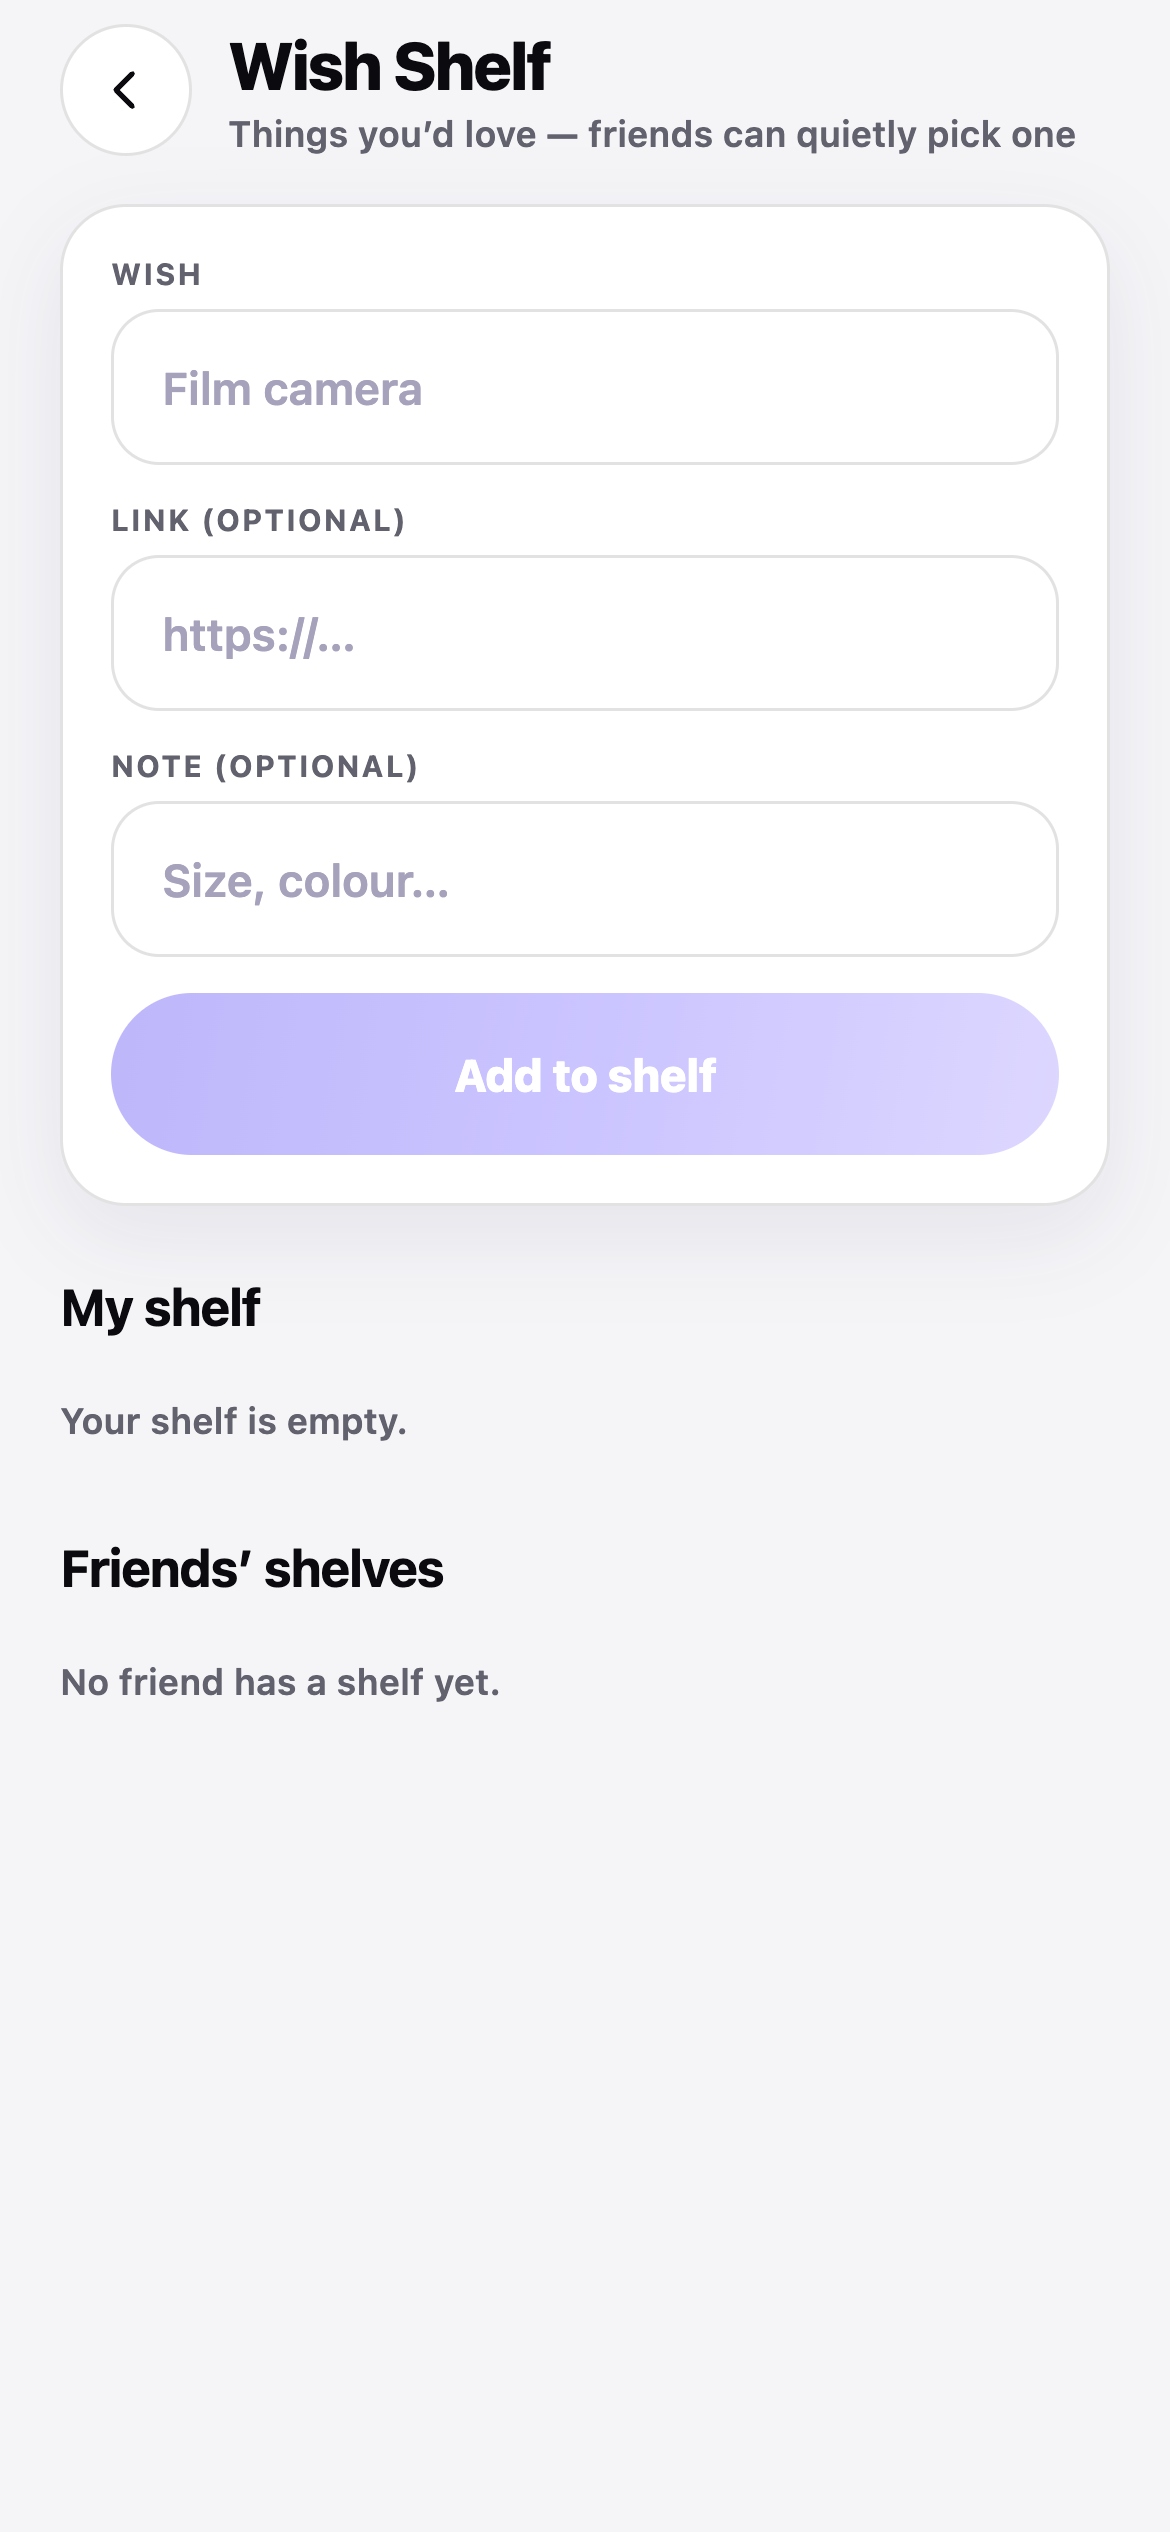 Wish Shelf
Things you’d love — friends can quietly pick one
WISH
Film camera
LINK (OPTIONAL)
https://...
NOTE (OPTIONAL)
Size, colour...
Add to shelf
My shelf
Your shelf is empty.
Friends’ shelves
No friend has a shelf yet.